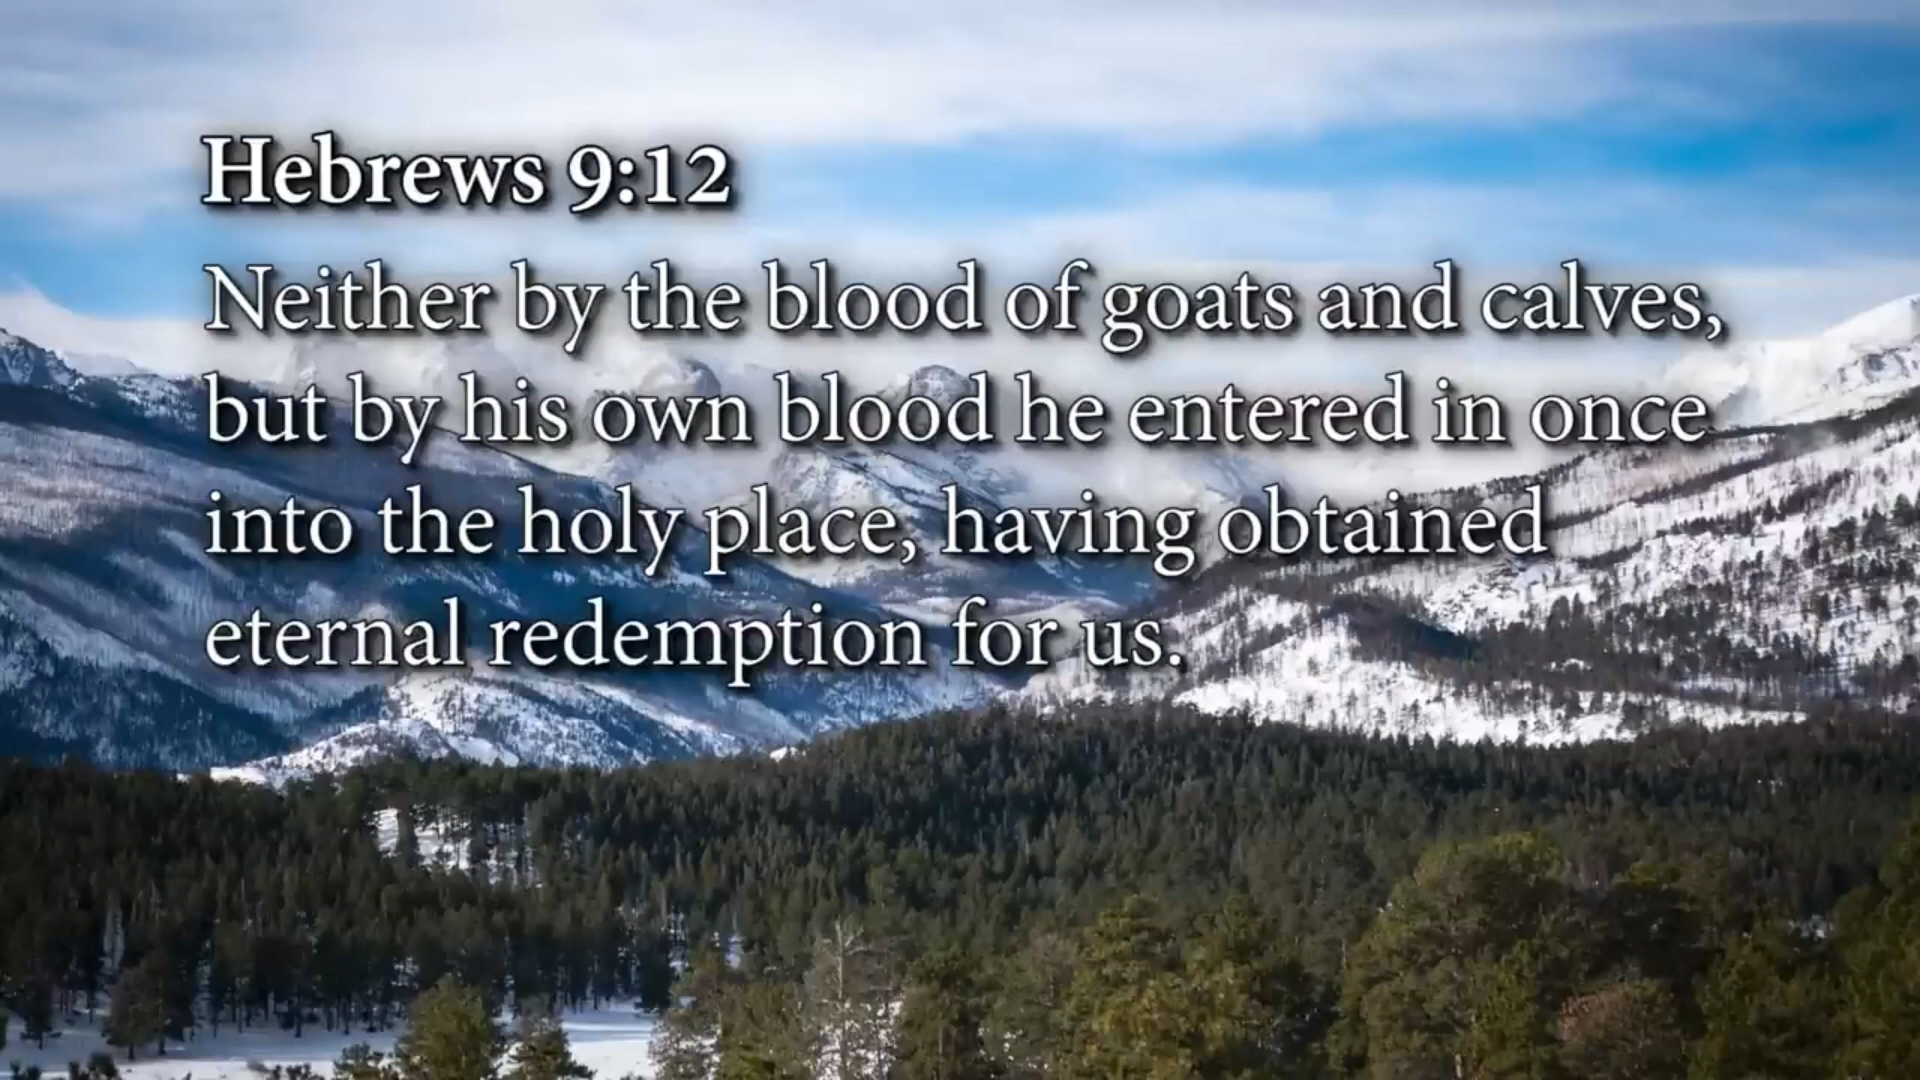 Hebrews 9:12
Neither by the blood of goats and calves,
but by his own blood he entered in once
into the holy place, having obtained
eternal redemption for us.